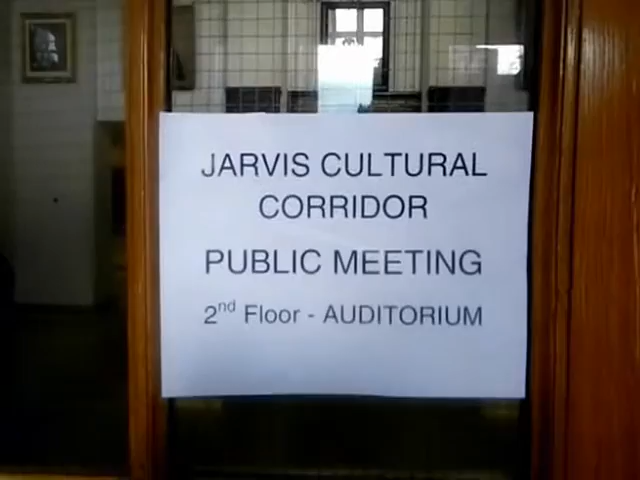 JARVIS CULTURAL
CORRIDOR
PUBLIC MEETING
2nd Floor - AUDITORIUM